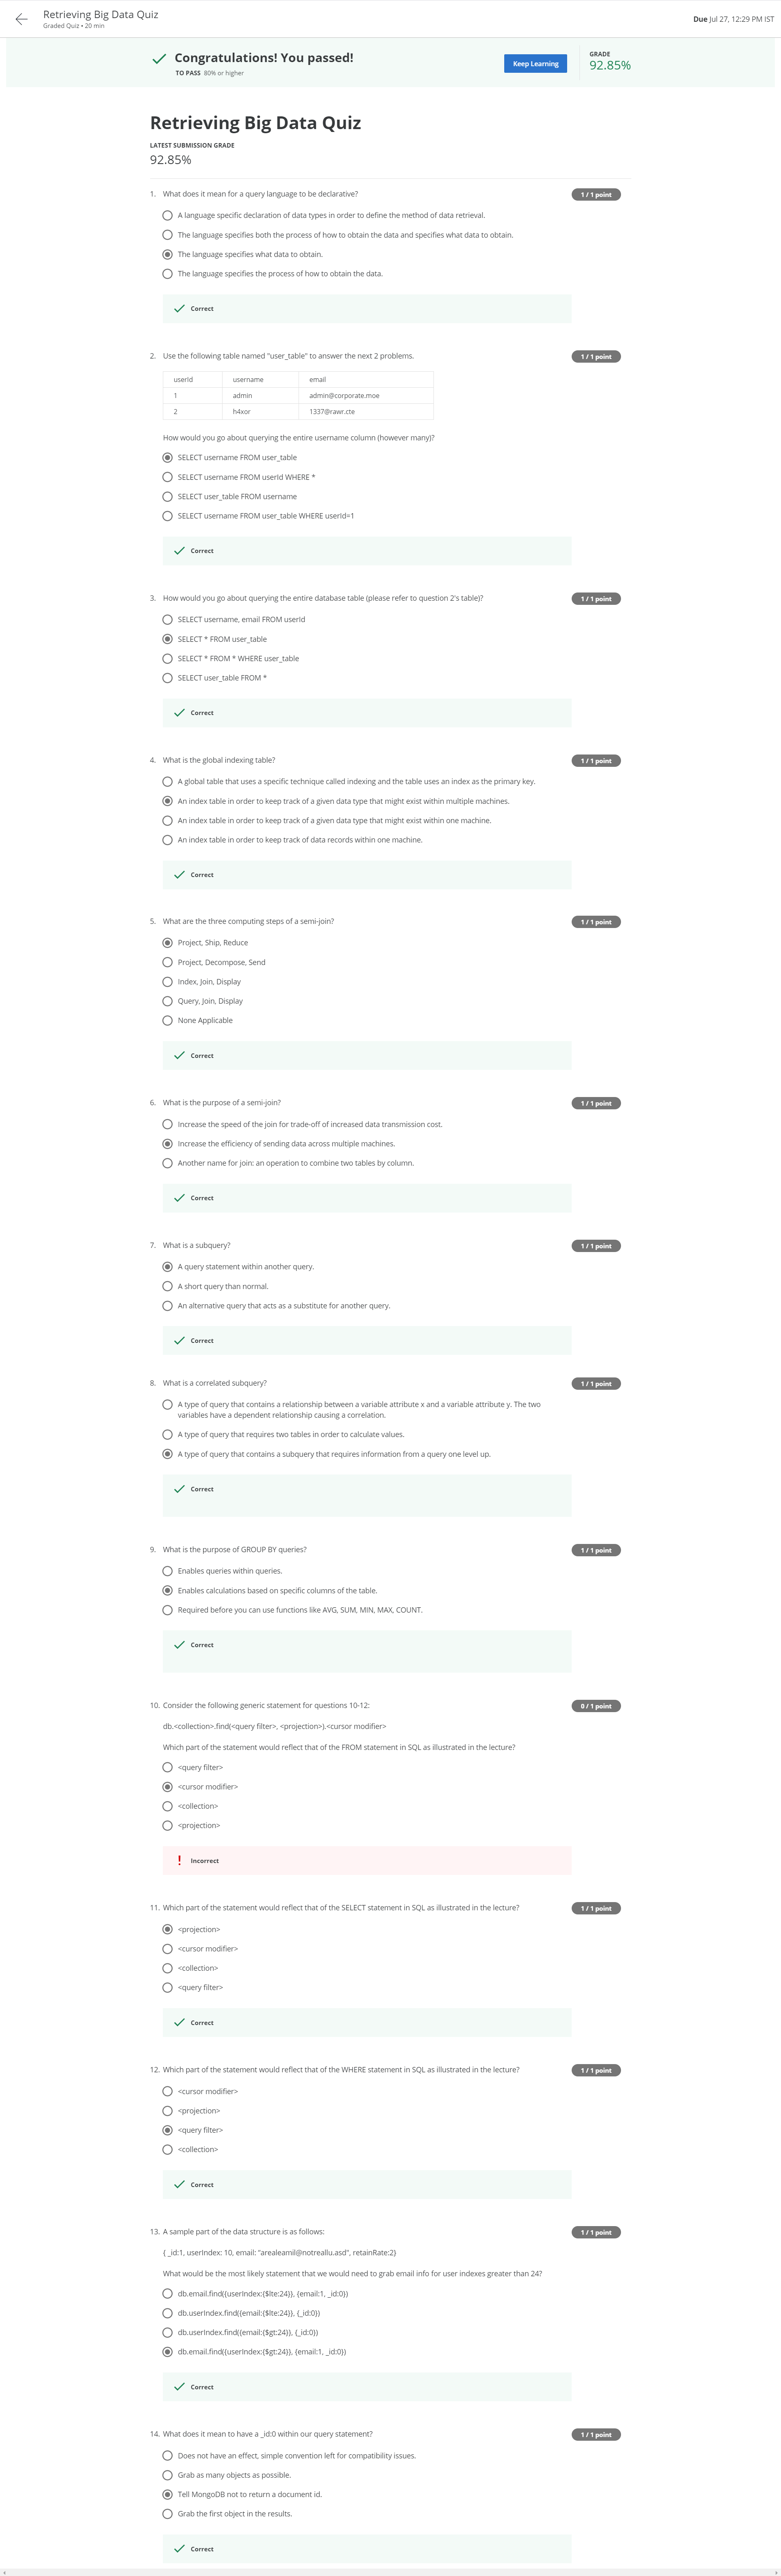 Retrieving Big Data Quiz
Graded Quiz • 20 min
Due Jul 27, 12:29 PM IST
Congratulations! You passed!
TO PASS 80% or higher
Keep Learning
GRADE
92.85%
Retrieving Big Data Quiz
LATEST SUBMISSION GRADE
92.85%
1. What does it mean for a query language to be declarative?
1 / 1 point
A language specific declaration of data types in order to define the method of data retrieval.
The language specifies both the process of how to obtain the data and specifies what data to obtain.
The language specifies what data to obtain.
The language specifies the process of how to obtain the data.
Correct
2. Use the following table named "user_table" to answer the next 2 problems.
1 / 1 point
userId username email
1 admin admin@corporate.moe
2 h4xor 1337@rawr.cte
How would you go about querying the entire username column (however many)?
SELECT username FROM user_table
SELECT username FROM userId WHERE *
SELECT user_table FROM username
SELECT username FROM user_table WHERE userId=1
Correct
3. How would you go about querying the entire database table (please refer to question 2's table)?
1 / 1 point
SELECT username, email FROM userId
SELECT * FROM user_table
SELECT * FROM * WHERE user_table
SELECT user_table FROM *
Correct
4. What is the global indexing table?
1 / 1 point
A global table that uses a specific technique called indexing and the table uses an index as the primary key.
An index table in order to keep track of a given data type that might exist within multiple machines.
An index table in order to keep track of a given data type that might exist within one machine.
An index table in order to keep track of data records within one machine.
Correct
5. What are the three computing steps of a semi-join?
1 / 1 point
Project, Ship, Reduce
Project, Decompose, Send
Index, Join, Display
Query, Join, Display
None Applicable
Correct
6. What is the purpose of a semi-join?
1 / 1 point
Increase the speed of the join for trade-off of increased data transmission cost.
Increase the efficiency of sending data across multiple machines.
Another name for join: an operation to combine two tables by column.
Correct
7. What is a subquery?
1 / 1 point
A query statement within another query.
A short query than normal.
An alternative query that acts as a substitute for another query.
Correct
8. What is a correlated subquery?
1 / 1 point
A type of query that contains a relationship between a variable attribute x and a variable attribute y. The two
variables have a dependent relationship causing a correlation.
A type of query that requires two tables in order to calculate values.
A type of query that contains a subquery that requires information from a query one level up.
Correct
9. What is the purpose of GROUP BY queries?
1 / 1 point
Enables queries within queries.
Enables calculations based on specific columns of the table.
Required before you can use functions like AVG, SUM, MIN, MAX, COUNT.
Correct
10. Consider the following generic statement for questions 10-12:
0 / 1 point
db.<collection>.find(<query filter>, <projection>).<cursor modifier>
Which part of the statement would reflect that of the FROM statement in SQL as illustrated in the lecture?
<query filter>
<cursor modifier>
<collection>
<projection>
Incorrect
11. Which part of the statement would reflect that of the SELECT statement in SQL as illustrated in the lecture?
1 / 1 point
<projection>
<cursor modifier>
<collection>
<query filter>
Correct
12. Which part of the statement would reflect that of the WHERE statement in SQL as illustrated in the lecture?
1 / 1 point
<cursor modifier>
<projection>
<query filter>
<collection>
Correct
13. A sample part of the data structure is as follows:
1 / 1 point
{ _id:1, userIndex: 10, email: "arealeamil@notreallu.asd", retainRate:2}
What would be the most likely statement that we would need to grab email info for user indexes greater than 24?
db.email.find({userIndex:{$lte:24}}, {email:1, _id:0})
db.userIndex.find({email:{$lte:24}}, {_id:0})
db.userIndex.find({email:{$gt:24}}, {_id:0})
db.email.find({userIndex:{$gt:24}}, {email:1, _id:0})
Correct
14. What does it mean to have a _id:0 within our query statement?
1 / 1 point
Does not have an effect, simple convention left for compatibility issues.
Grab as many objects as possible.
Tell MongoDB not to return a document id.
Grab the first object in the results.
Correct